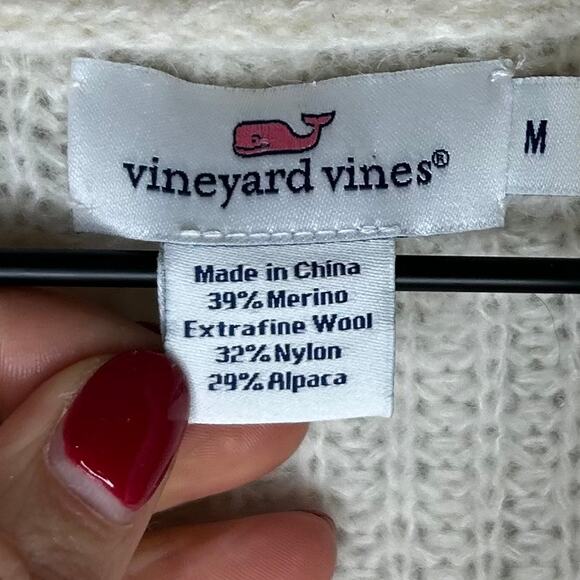 vineyard vines®
M
Made in China
39% Merino
Extrafine Wool
32% Nylon
29% Alpaca